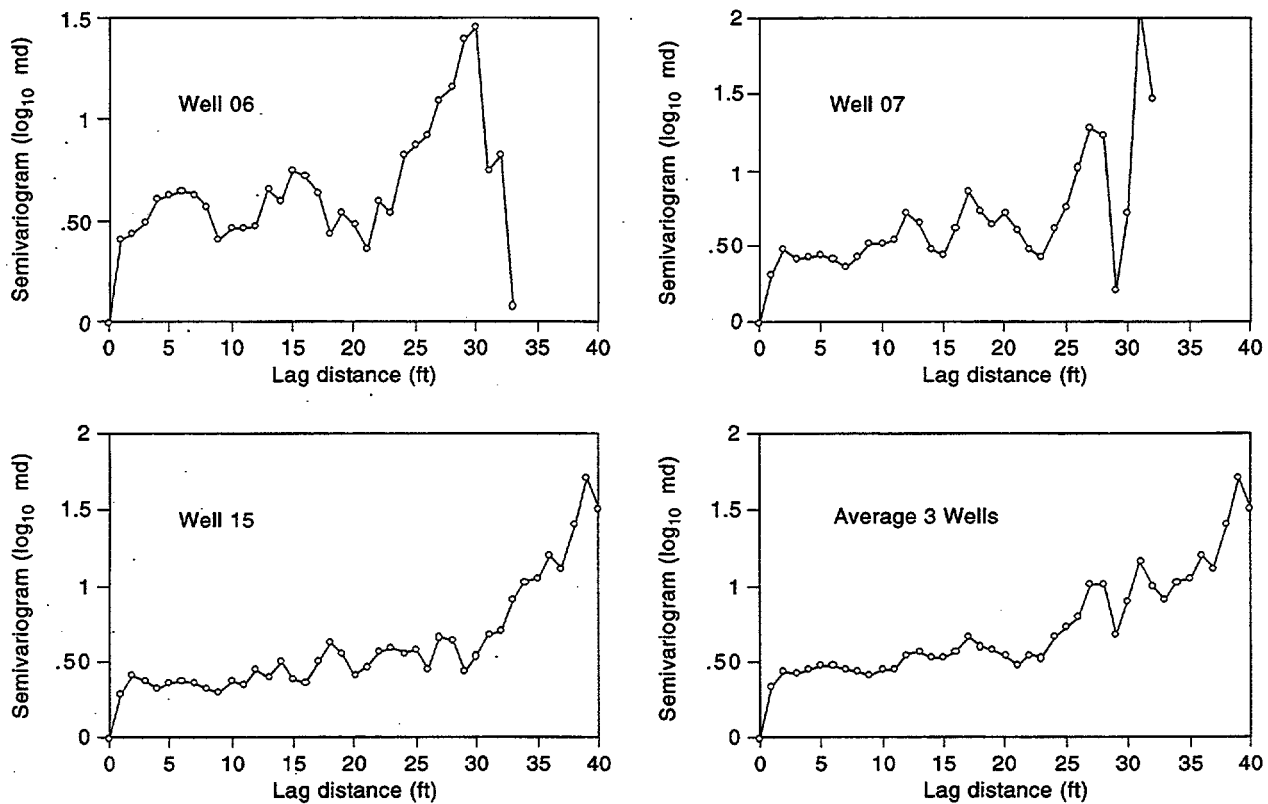 Semivariogram (log10 md)
1.5
1
.50
0
Well 06
0 5 10 15 20 25 30 35 40
Lag distance (ft)
Semivariogram (log10 md)
2
1.5
1
.50
0
Well 07
0 5 10 15 20 25 30 35 40
Lag distance (ft)
Semivariogram (log10 md)
2
1.5
1
.50
0
Well 15
0 5 10 15 20 25 30 35 40
Lag distance (ft)
Semivariogram (log10 md)
2
1.5
1
.50
0
Average 3 Wells
0 5 10 15 20 25 30 35 40
Lag distance (ft)